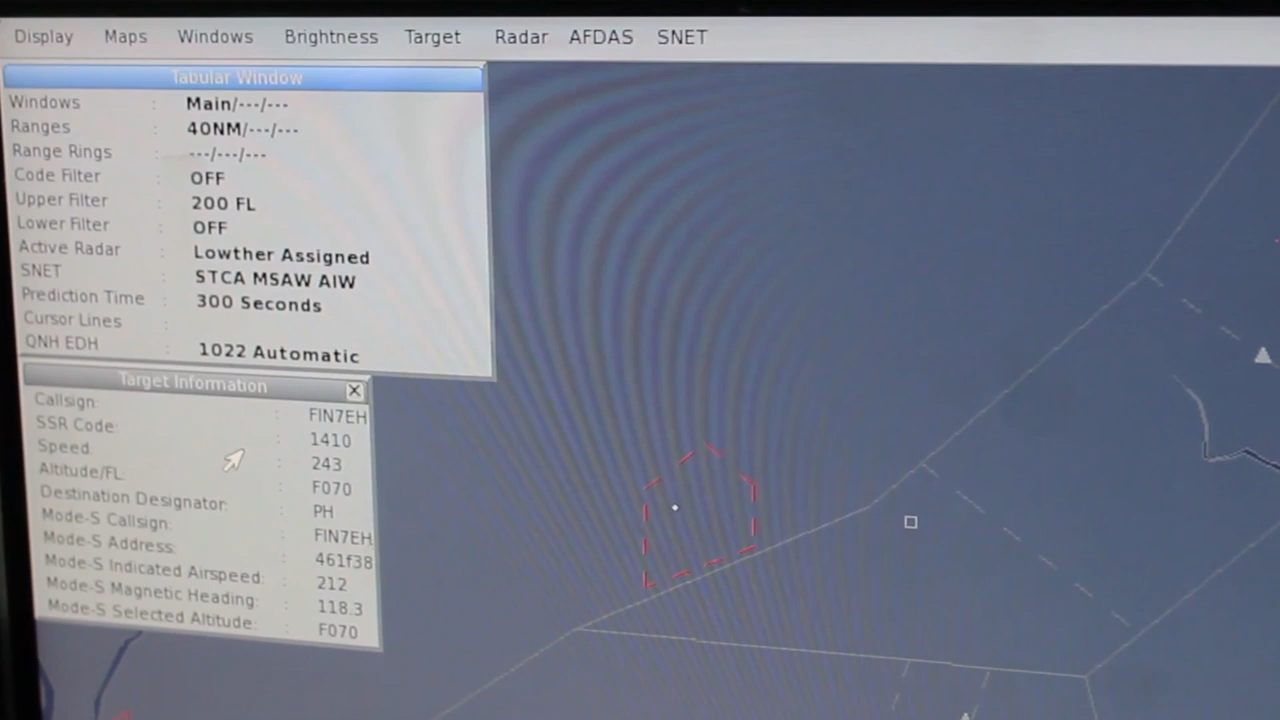 Display Maps Windows Brightness Target Radar AFDAS SNET
Tabular Window
Windows : Main/---/---
Ranges : 40NM/---/---
Range Rings : ---/---/---
Code Filter : OFF
Upper Filter : 200 FL
Lower Filter : OFF
Active Radar : Lowther Assigned
SNET : STCA MSAW AIW
Prediction Time : 300 Seconds
Cursor Lines :
QNH EDH : 1022 Automatic
Target Information
Callsign: : FIN7EH
SSR Code: : 1410
Speed: : 243
Altitude/FL: : F070
Destination Designator: : PH
Mode-S Callsign: : FIN7EH
Mode-S Address: : 461f38
Mode-S Indicated Airspeed: : 212
Mode-S Magnetic Heading: : 118.3
Mode-S Selected Altitude: : F070